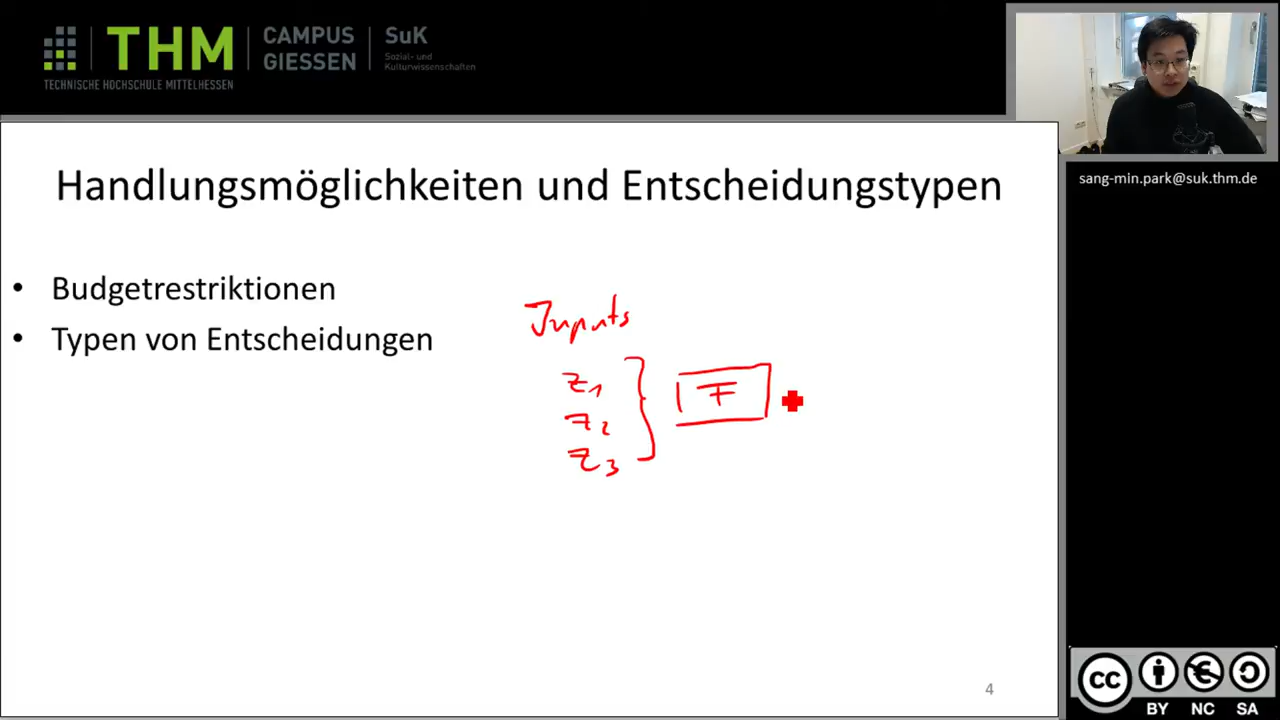 THM
CAMPUS
GIESSEN
SuK
Sozial- und
Kulturwissenschaften
TECHNISCHE HOCHSCHULE MITTELHESSEN
sang-min.park@suk.thm.de
Handlungsmöglichkeiten und Entscheidungstypen
• Budgetrestriktionen
• Typen von Entscheidungen
Inputs
z1
z2
z3
F
4
cc
BY NC SA